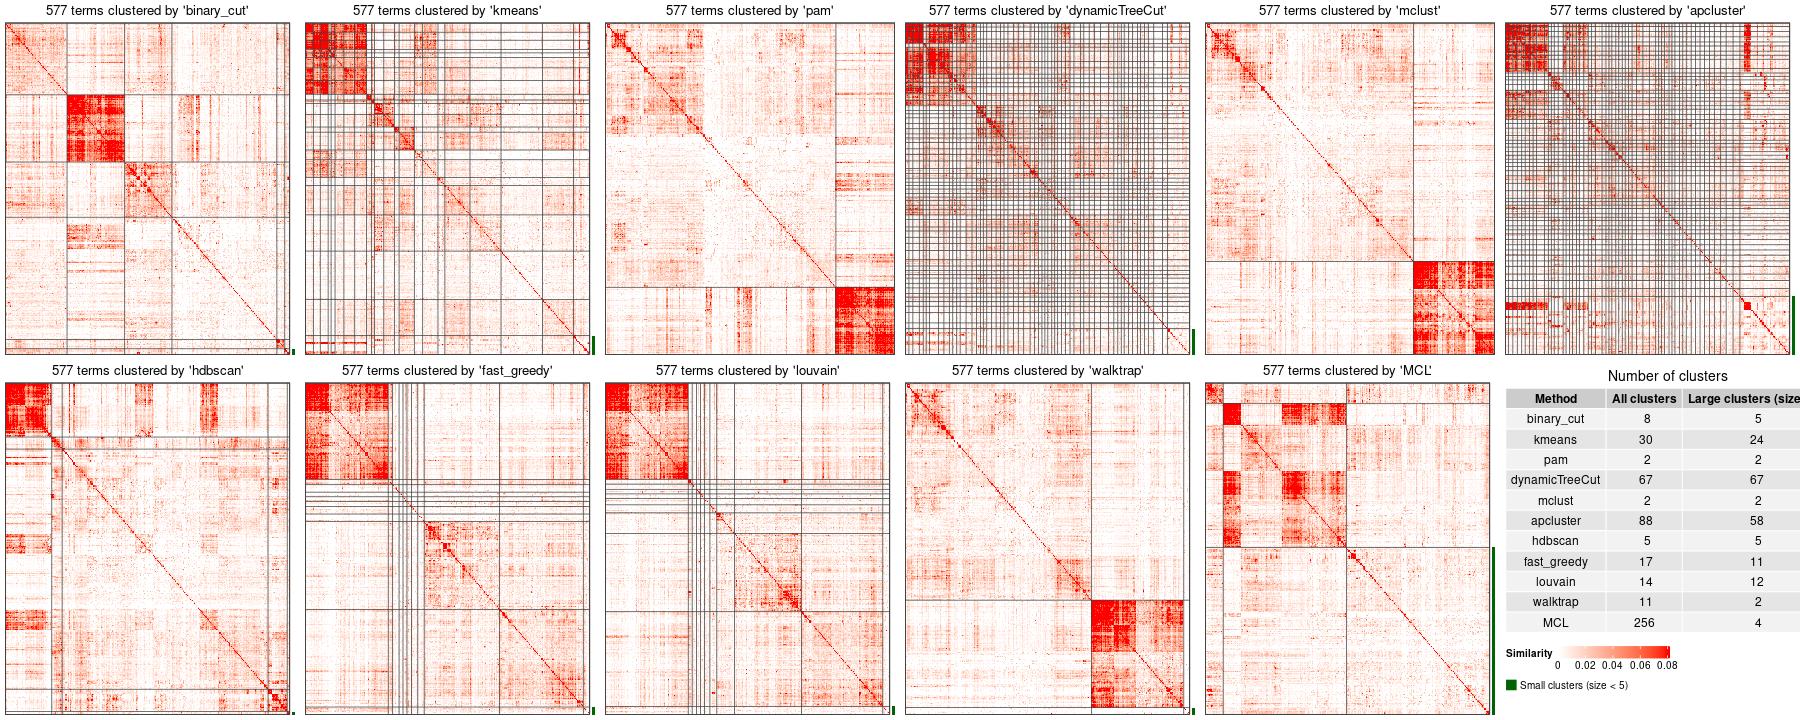 577 terms clustered by 'binary_cut'
577 terms clustered by 'kmeans'
577 terms clustered by 'pam'
577 terms clustered by 'dynamicTreeCut'
577 terms clustered by 'mclust'
577 terms clustered by 'apcluster'
577 terms clustered by 'hdbscan'
577 terms clustered by 'fast_greedy'
577 terms clustered by 'louvain'
577 terms clustered by 'walktrap'
577 terms clustered by 'MCL'
Number of clusters
Method All clusters Large clusters (size
binary_cut 8 5
kmeans 30 24
pam 2 2
dynamicTreeCut 67 67
mclust 2 2
apcluster 88 58
hdbscan 5 5
fast_greedy 17 11
louvain 14 12
walktrap 11 2
MCL 256 4
Similarity
0 0.02 0.04 0.06 0.08
Small clusters (size < 5)